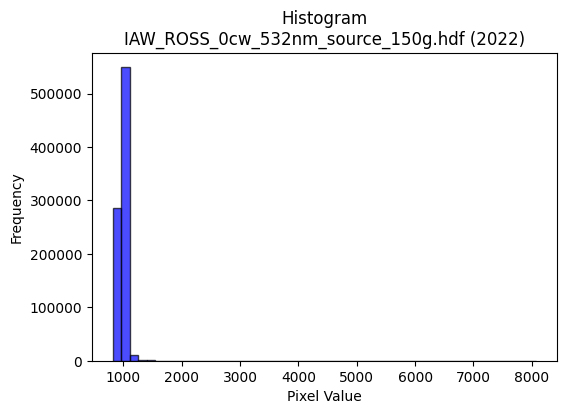 Histogram
IAW_ROSS_0cw_532nm_source_150g.hdf (2022)
500000
400000
300000
200000
100000
0
Frequency
1000 2000 3000 4000 5000 6000 7000 8000
Pixel Value